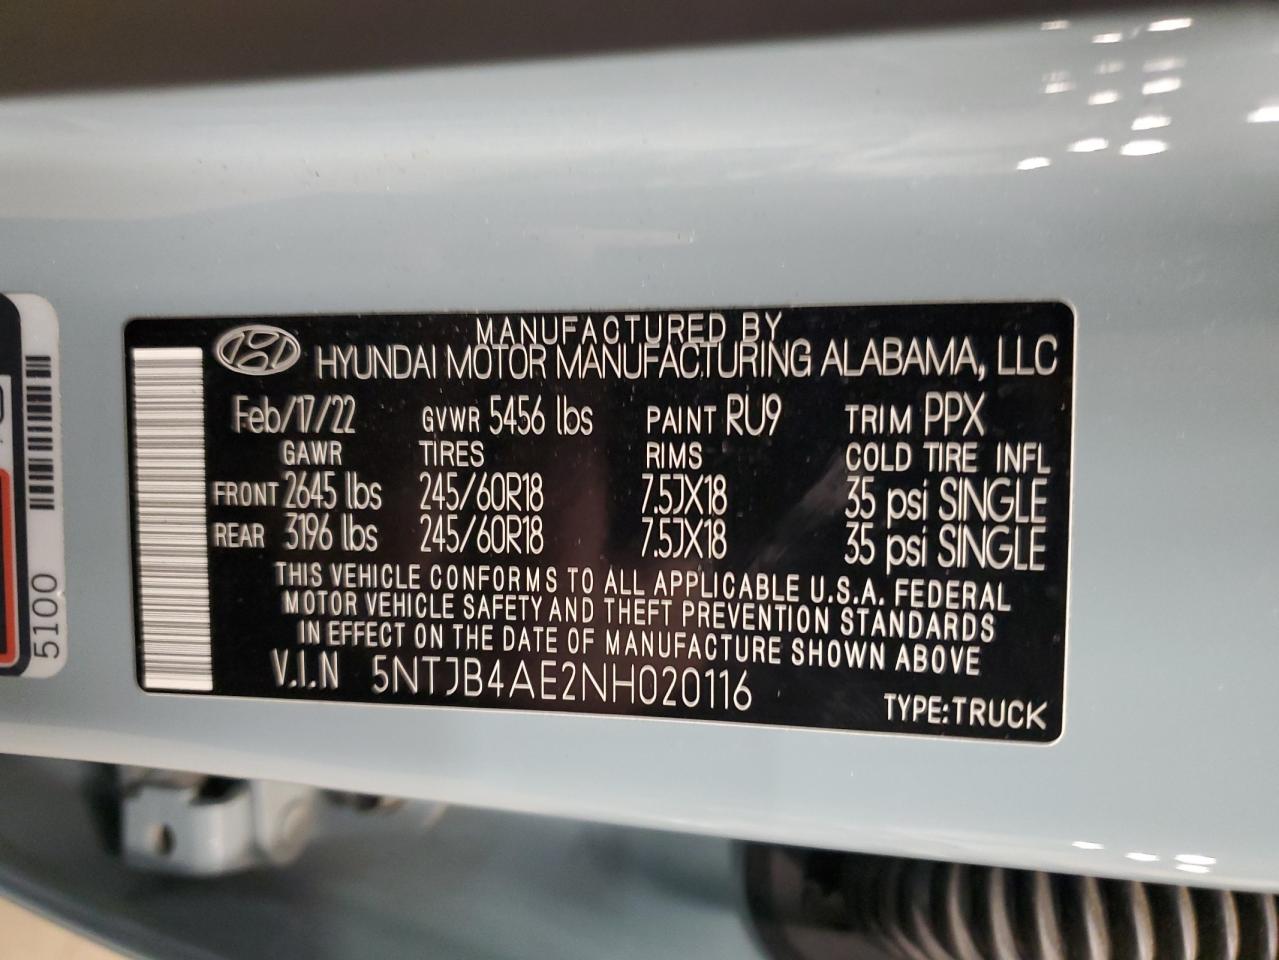 MANUFACTURED BY
HYUNDAI MOTOR MANUFACTURING ALABAMA, LLC
Feb/17/22 GVWR 5456 lbs PAINT RU9 TRIM PPX
GAWR TIRES RIMS COLD TIRE INFL
FRONT 2645 lbs 245/60R18 7.5JX18 35 psi SINGLE
REAR 3196 lbs 245/60R18 7.5JX18 35 psi SINGLE
THIS VEHICLE CONFORMS TO ALL APPLICABLE U.S.A. FEDERAL
MOTOR VEHICLE SAFETY AND THEFT PREVENTION STANDARDS
IN EFFECT ON THE DATE OF MANUFACTURE SHOWN ABOVE
V.I.N 5NTJB4AE2NH020116
TYPE:TRUCK
5100